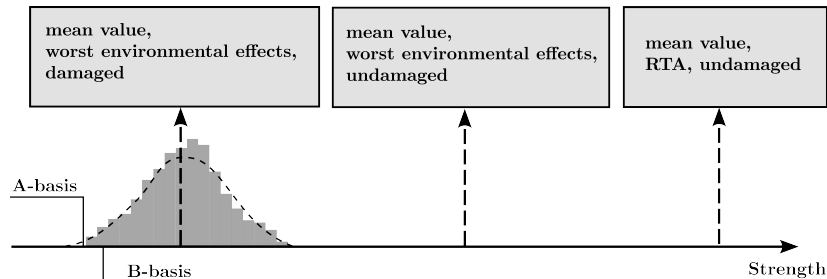 mean value,
worst environmental effects,
damaged
mean value,
worst environmental effects,
undamaged
mean value,
RTA, undamaged
A-basis
B-basis
Strength